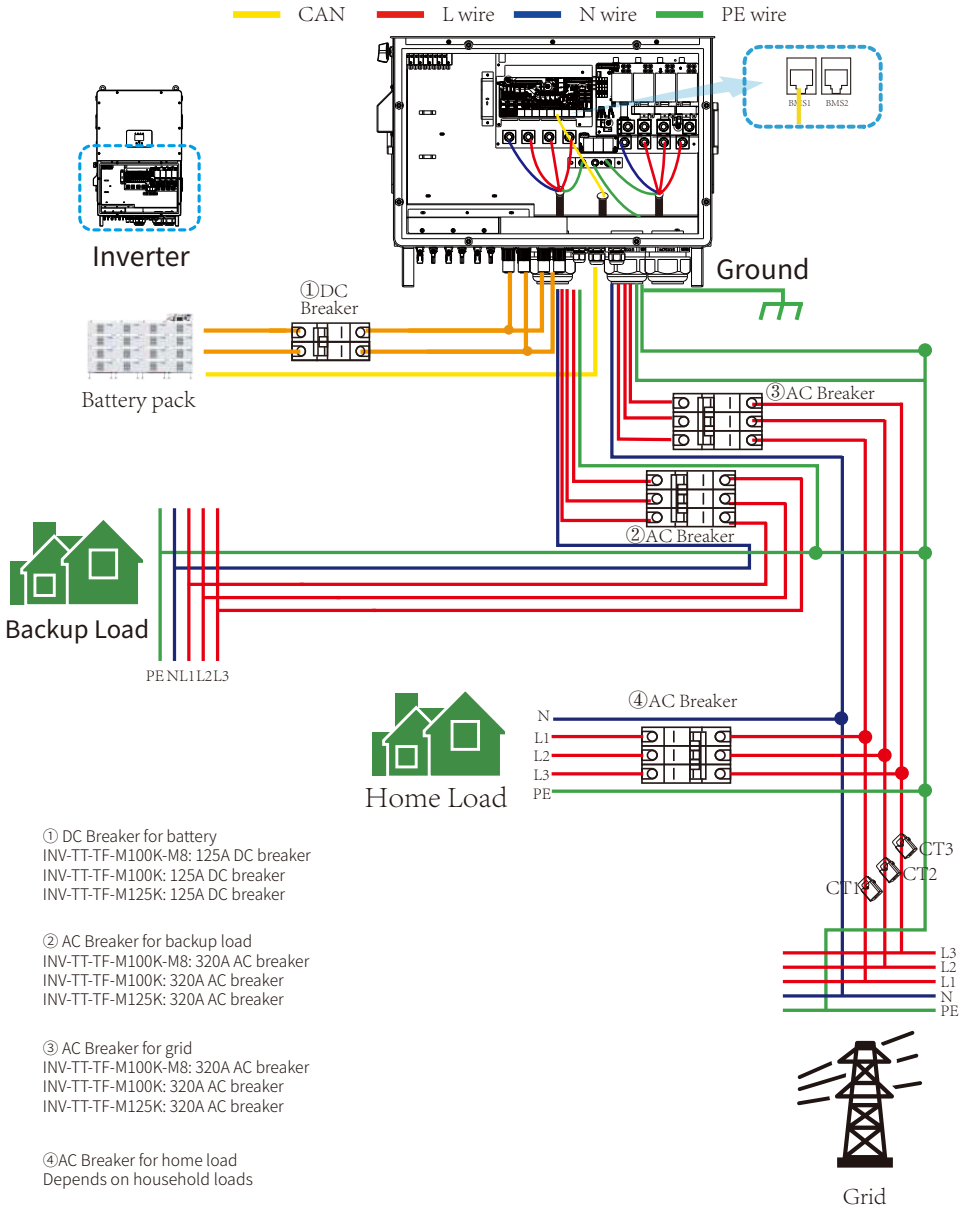 CAN L wire N wire PE wire
BMS1 BMS2
Inverter
Ground
①DC
Breaker
Battery pack
③AC Breaker
②AC Breaker
Backup Load
PE N L1 L2 L3
④AC Breaker
N
L1
L2
L3
PE
Home Load
① DC Breaker for battery
INV-TT-TF-M100K-M8: 125A DC breaker
INV-TT-TF-M100K: 125A DC breaker
INV-TT-TF-M125K: 125A DC breaker
CT3
CT2
CT1
② AC Breaker for backup load
INV-TT-TF-M100K-M8: 320A AC breaker
INV-TT-TF-M100K: 320A AC breaker
INV-TT-TF-M125K: 320A AC breaker
L3
L2
L1
N
PE
③ AC Breaker for grid
INV-TT-TF-M100K-M8: 320A AC breaker
INV-TT-TF-M100K: 320A AC breaker
INV-TT-TF-M125K: 320A AC breaker
④AC Breaker for home load
Depends on household loads
Grid